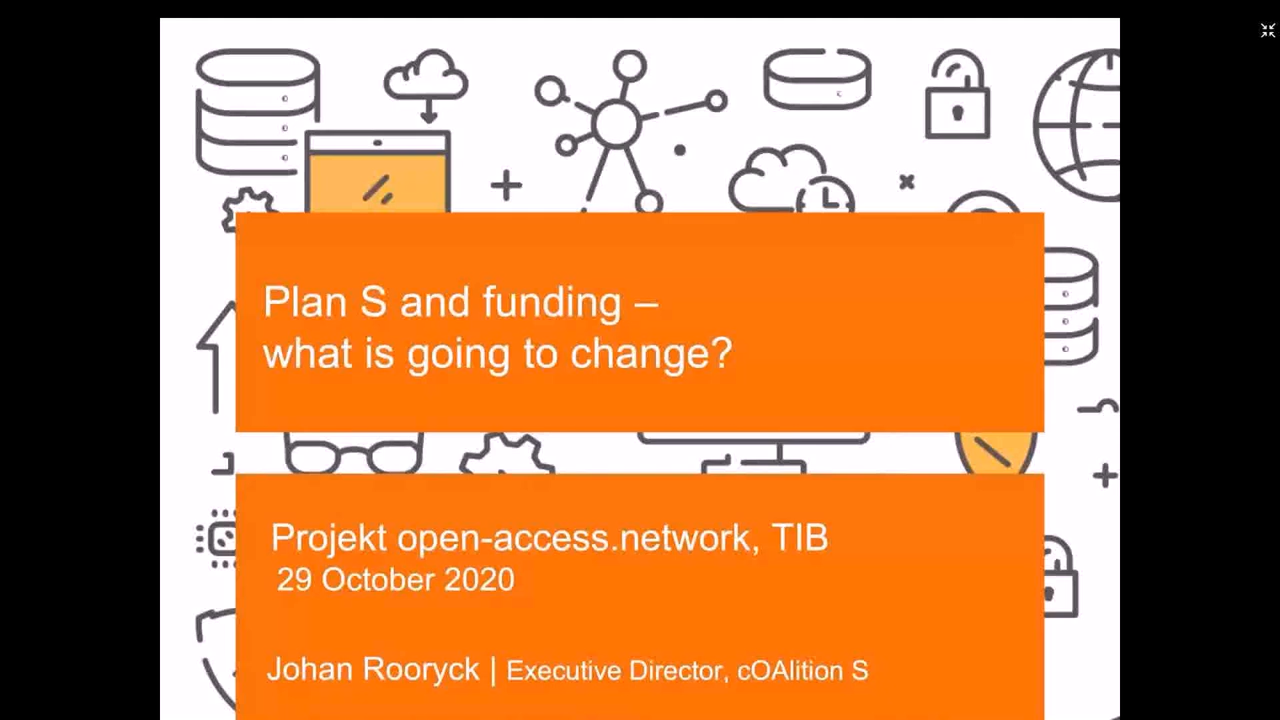 Plan S and funding –
what is going to change?
Projekt open-access.network, TIB
29 October 2020
Johan Rooryck | Executive Director, cOAlition S